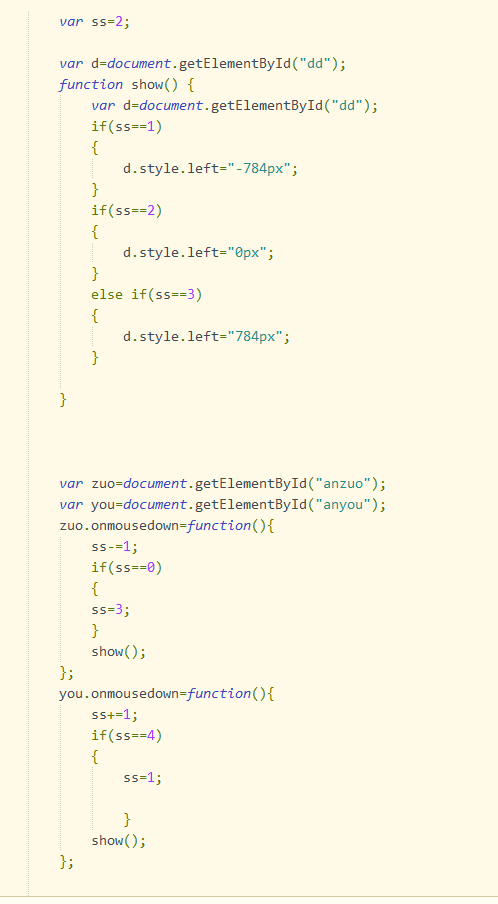 var ss=2;
var d=document.getElementById("dd");
function show() {
var d=document.getElementById("dd");
if(ss==1)
{
d.style.left="-784px";
}
if(ss==2)
{
d.style.left="0px";
}
else if(ss==3)
{
d.style.left="784px";
}
}
var zuo=document.getElementById("anzuo");
var you=document.getElementById("anyou");
zuo.onmousedown=function(){
ss-=1;
if(ss==0)
{
ss=3;
}
show();
};
you.onmousedown=function(){
ss+=1;
if(ss==4)
{
ss=1;
}
show();
};